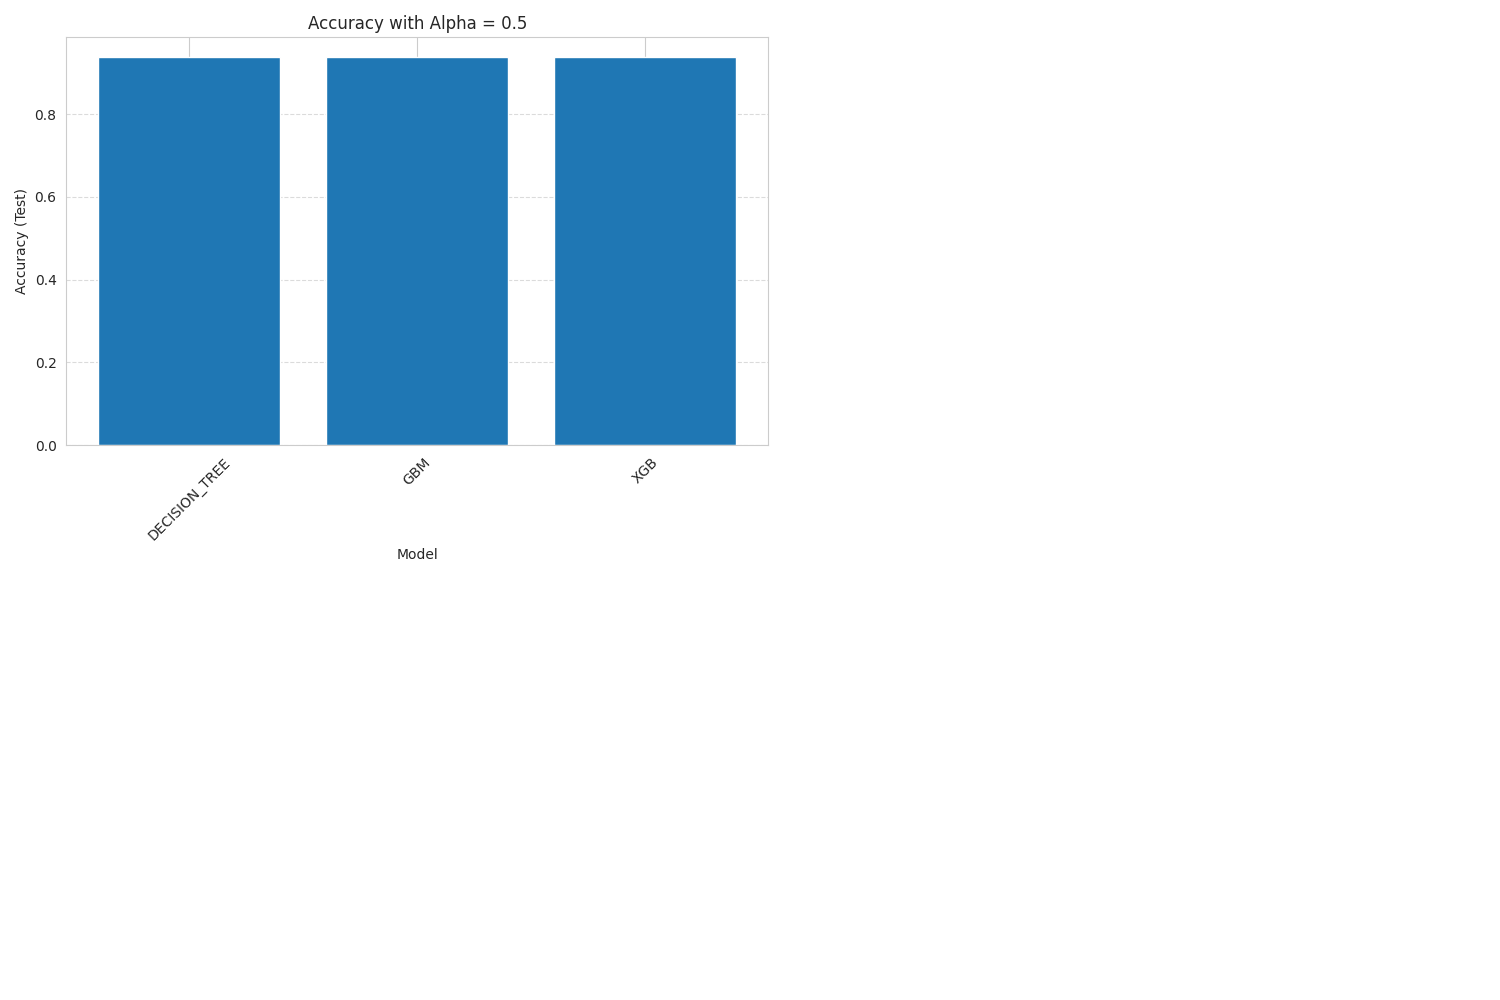 Accuracy with Alpha = 0.5
Accuracy (Test)
0.8
0.6
0.4
0.2
0.0
DECISION_TREE
GBM
XGB
Model